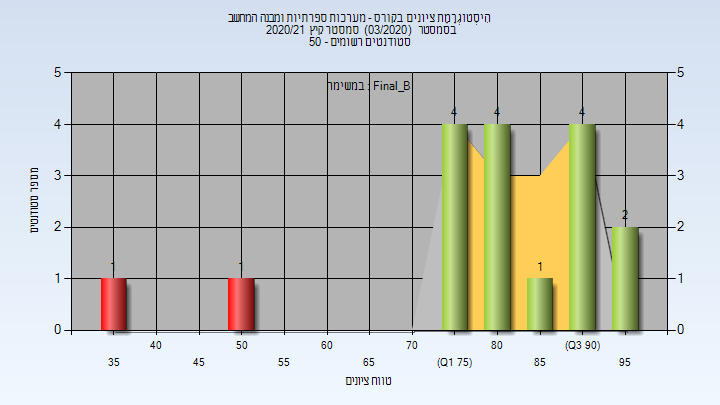 היסטוגרמת ציונים בקורס - מערכות ספרתיות ומבנה המחשב
בסמסטר (03/2020) סמסטר קיץ 2020/21
סטודנטים רשומים - 50
במשימה : Final_B
מספר סטודנטים
5 5
4 4
3 3
2 2
1 1
0 0
1 1 4 4 1 4 2
40 50 60 70 80 (Q3 90)
35 45 55 65 (Q1 75) 85 95
טווח ציונים